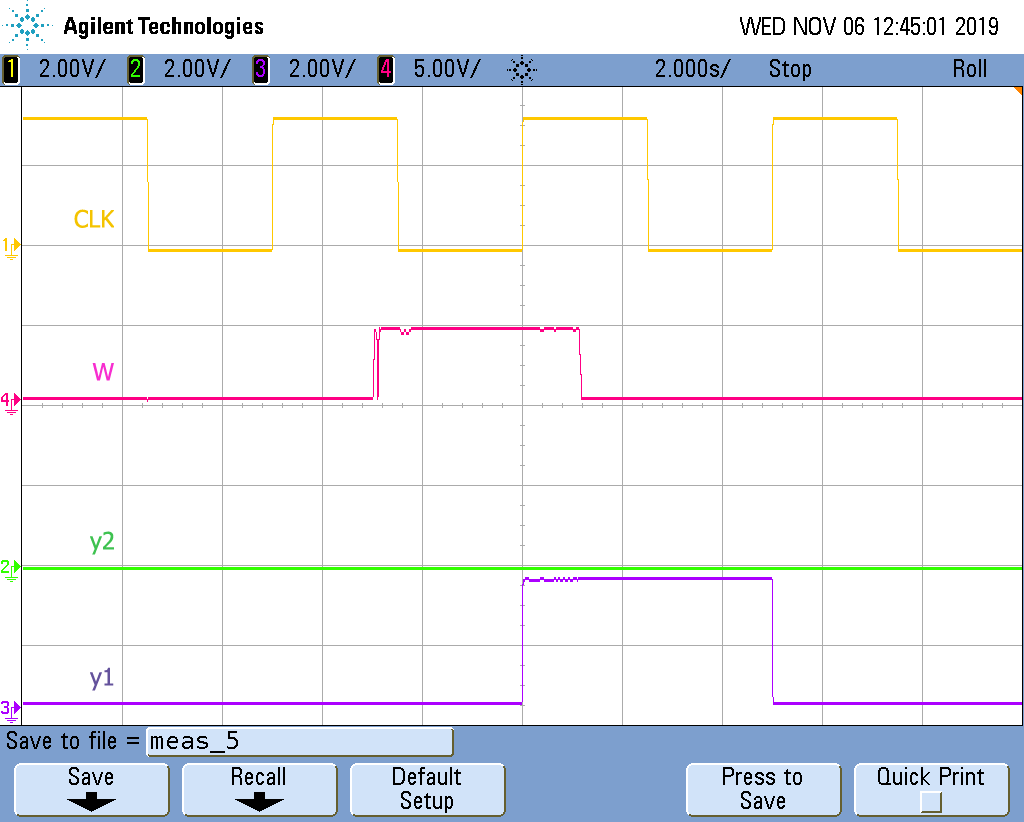 Agilent Technologies
WED NOV 06 12:45:01 2019
1 2.00V/ 2 2.00V/ 3 2.00V/ 4 5.00V/ 2.000s/ Stop Roll
CLK
1
W
4
y2
2
y1
3
Save to file = meas_5
Save
Recall
Default
Setup
Press to
Save
Quick Print